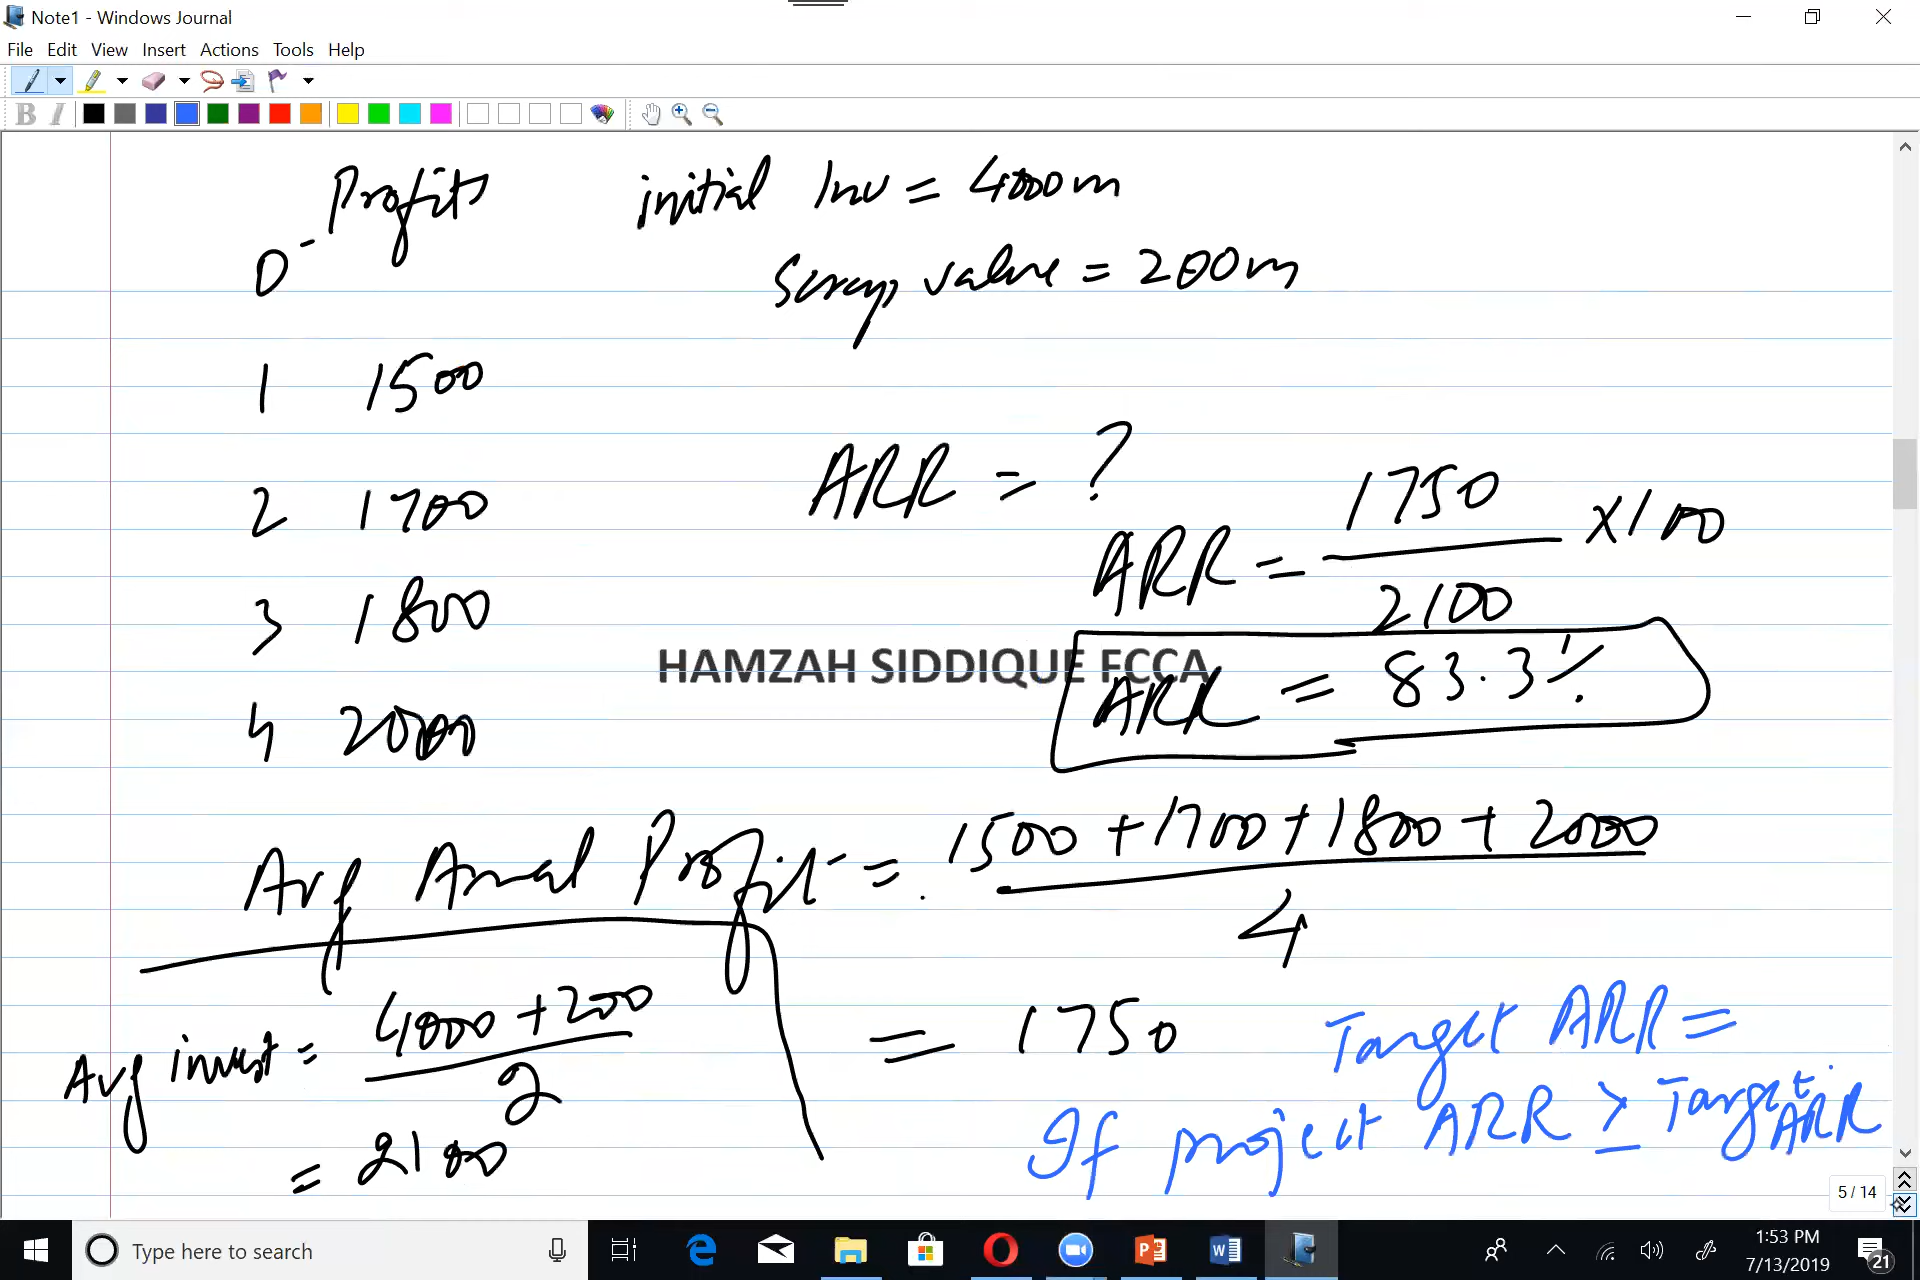 Note1 - Windows Journal
File Edit View Insert Actions Tools Help
B I
Profits
initial Inv = 4000m
0 -
Scrap value = 200m
1 1500
ARR = ?
2 1700
ARR = 1750 x100
2100
3 1800
HAMZAH SIDDIQUE FCCA
ARR = 83.3%
4 2000
Avg Annual Profit = 1500 + 1700 + 1800 + 2000
4
Avg invest = 4000 + 200
2
= 1750
= 2100
Target ARR =
If project ARR ≥ Target ARR
5 / 14
Type here to search
1:53 PM
7/13/2019
21